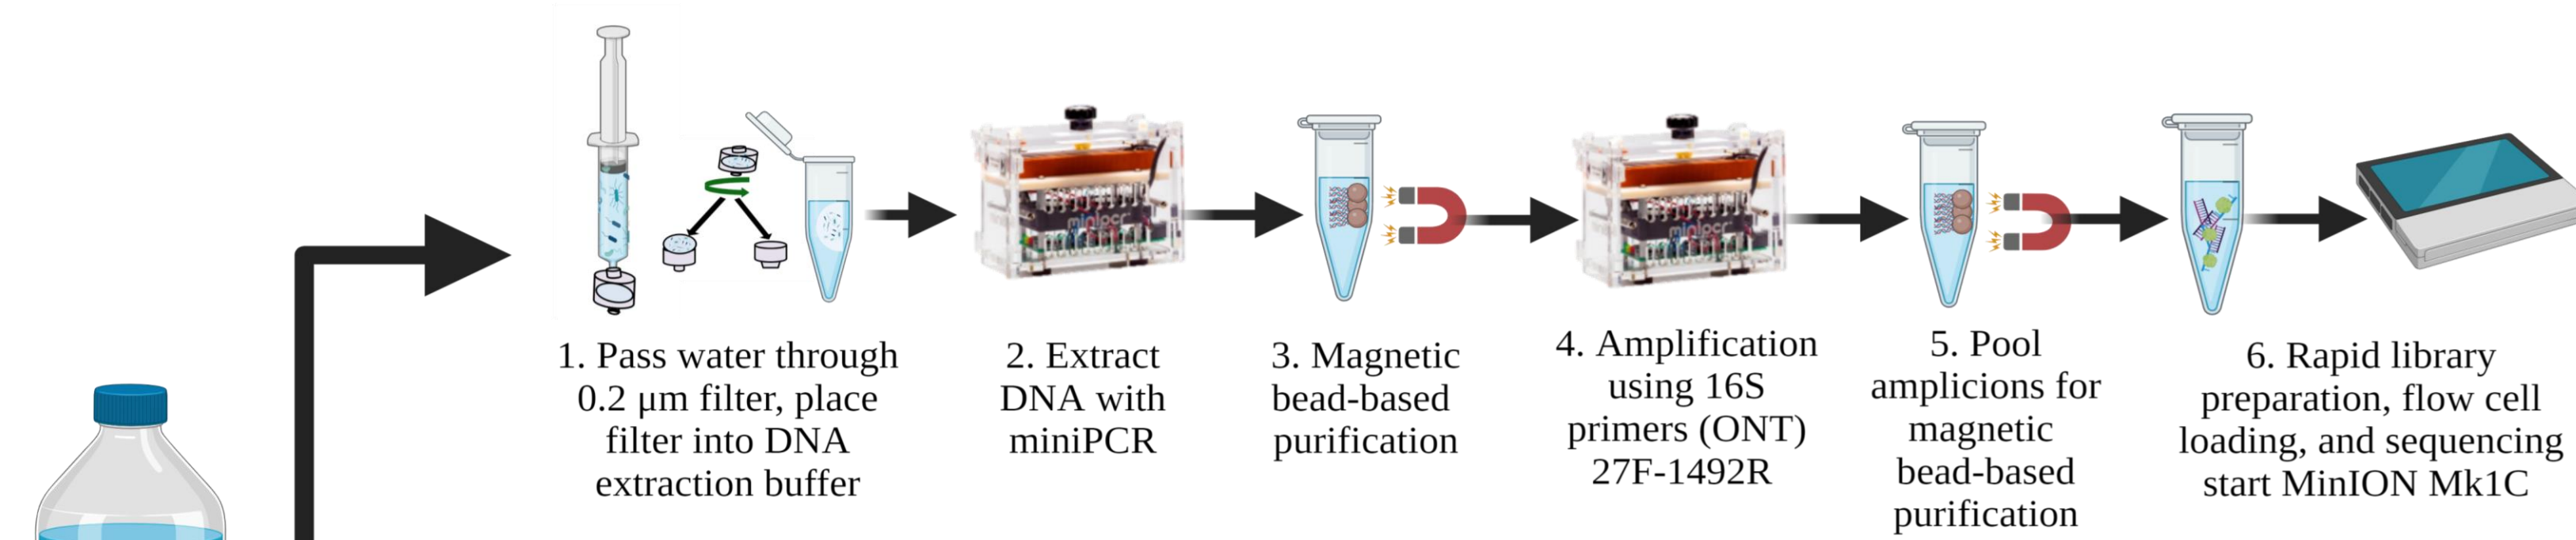 1. Pass water through
0.2 μm filter, place
filter into DNA
extraction buffer
2. Extract
DNA with
miniPCR
3. Magnetic
bead-based
purification
4. Amplification
using 16S
primers (ONT)
27F-1492R
5. Pool
amplicions for
magnetic
bead-based
purification
6. Rapid library
preparation, flow cell
loading, and sequencing
start MinION Mk1C
minipcr
minipcr